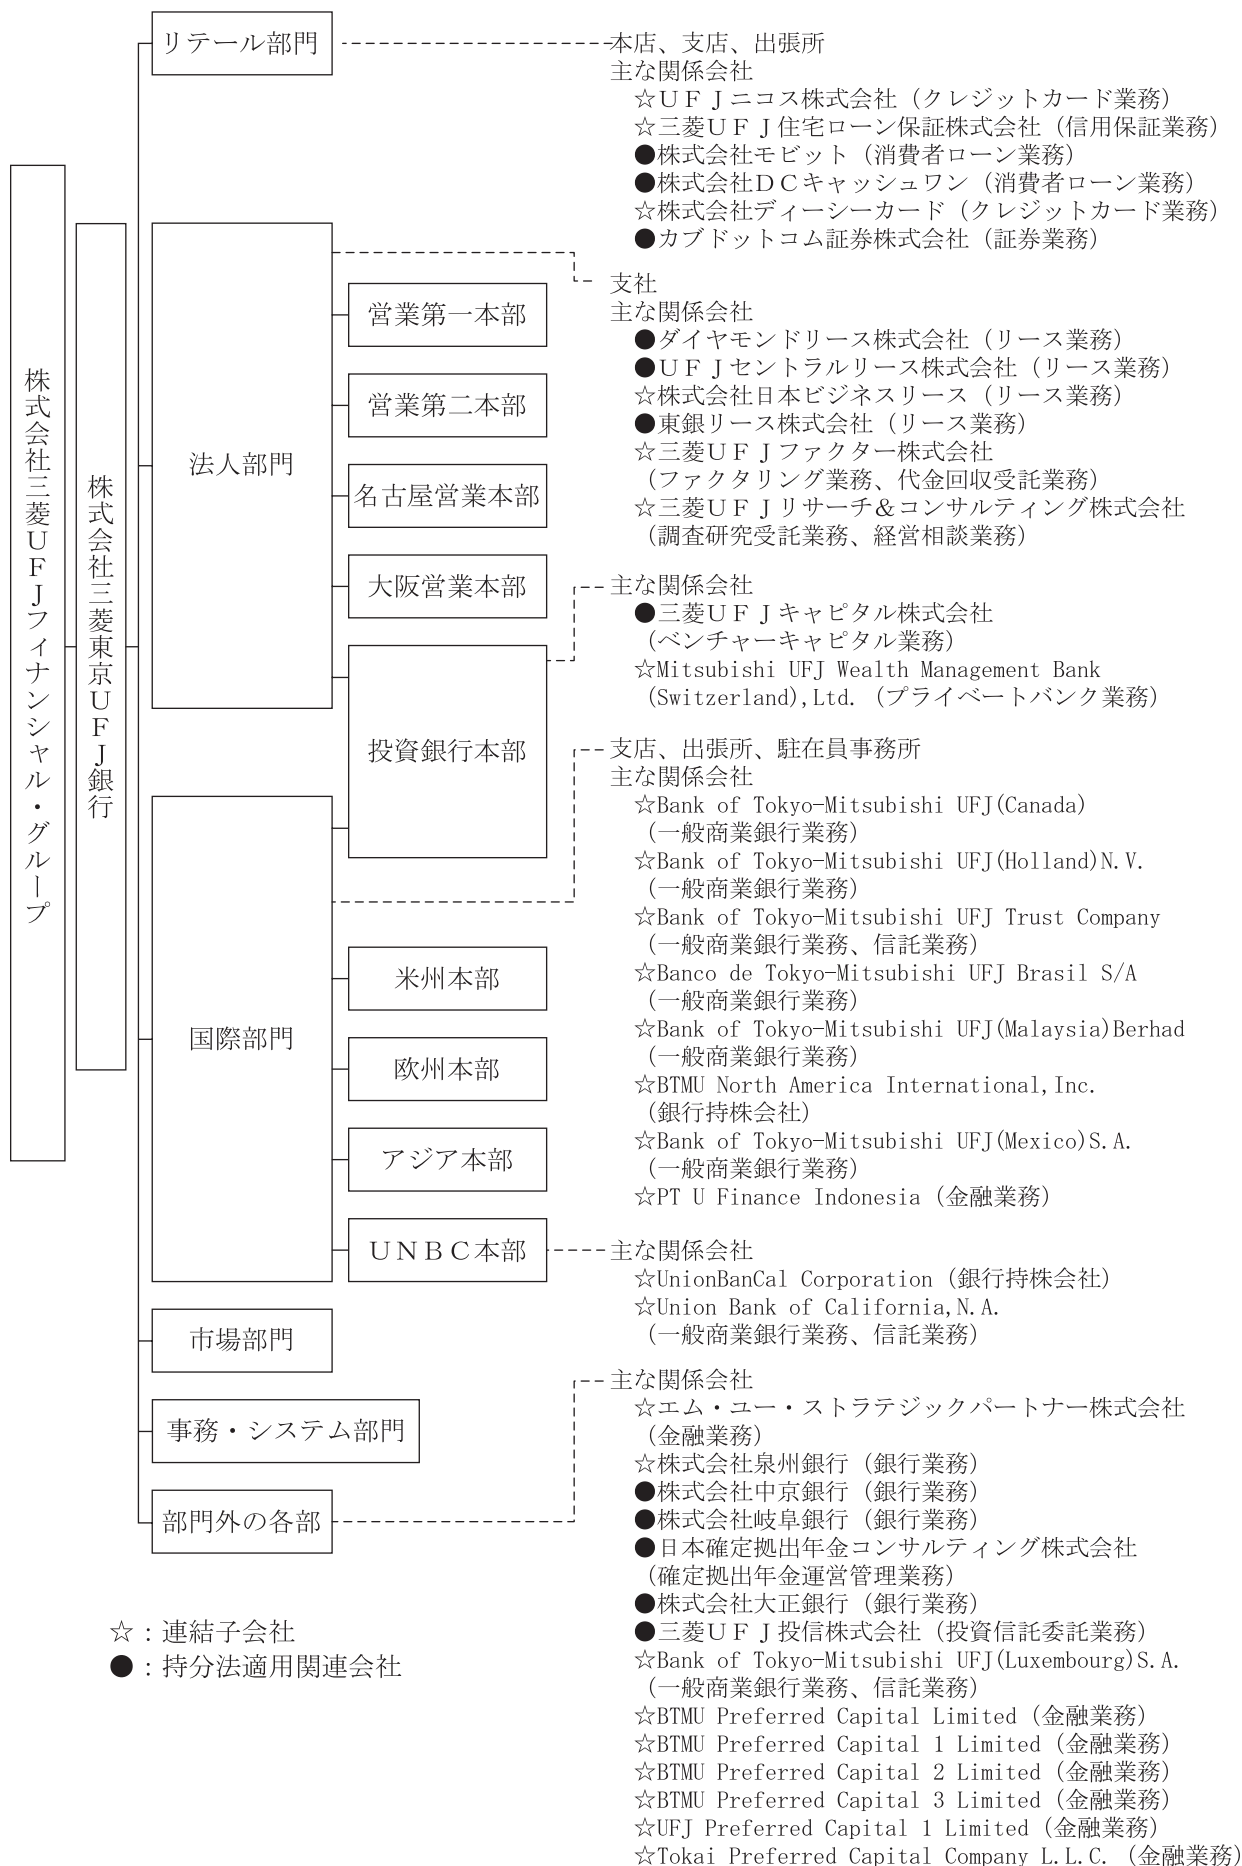 株式会社三菱ＵＦＪフィナンシャル・グループ
株式会社三菱東京ＵＦＪ銀行
リテール部門
本店、支店、出張所
主な関係会社
☆ＵＦＪニコス株式会社（クレジットカード業務）
☆三菱ＵＦＪ住宅ローン保証株式会社（信用保証業務）
●株式会社モビット（消費者ローン業務）
●株式会社ＤＣキャッシュワン（消費者ローン業務）
☆株式会社ディーシーカード（クレジットカード業務）
●カブドットコム証券株式会社（証券業務）
法人部門
支社
主な関係会社
●ダイヤモンドリース株式会社（リース業務）
●ＵＦＪセントラルリース株式会社（リース業務）
☆株式会社日本ビジネスリース（リース業務）
●東銀リース株式会社（リース業務）
☆三菱ＵＦＪファクター株式会社
（ファクタリング業務、代金回収受託業務）
☆三菱ＵＦＪリサーチ＆コンサルティング株式会社
（調査研究受託業務、経営相談業務）
営業第一本部
営業第二本部
名古屋営業本部
大阪営業本部
投資銀行本部
主な関係会社
●三菱ＵＦＪキャピタル株式会社
（ベンチャーキャピタル業務）
☆Mitsubishi UFJ Wealth Management Bank
(Switzerland),Ltd.（プライベートバンク業務）
国際部門
支店、出張所、駐在員事務所
主な関係会社
☆Bank of Tokyo-Mitsubishi UFJ(Canada)
（一般商業銀行業務）
☆Bank of Tokyo-Mitsubishi UFJ(Holland)N.V.
（一般商業銀行業務）
☆Bank of Tokyo-Mitsubishi UFJ Trust Company
（一般商業銀行業務、信託業務）
☆Banco de Tokyo-Mitsubishi UFJ Brasil S/A
（一般商業銀行業務）
☆Bank of Tokyo-Mitsubishi UFJ(Malaysia)Berhad
（一般商業銀行業務）
☆BTMU North America International,Inc.
（銀行持株会社）
☆Bank of Tokyo-Mitsubishi UFJ(Mexico)S.A.
（一般商業銀行業務）
☆PT U Finance Indonesia（金融業務）
米州本部
欧州本部
アジア本部
ＵＮＢＣ本部
主な関係会社
☆UnionBanCal Corporation（銀行持株会社）
☆Union Bank of California,N.A.
（一般商業銀行業務、信託業務）
市場部門
事務・システム部門
部門外の各部
主な関係会社
☆エム・ユー・ストラテジックパートナー株式会社
（金融業務）
☆株式会社泉州銀行（銀行業務）
●株式会社中京銀行（銀行業務）
●株式会社岐阜銀行（銀行業務）
●日本確定拠出年金コンサルティング株式会社
（確定拠出年金運営管理業務）
●株式会社大正銀行（銀行業務）
●三菱ＵＦＪ投信株式会社（投資信託委託業務）
☆Bank of Tokyo-Mitsubishi UFJ(Luxembourg)S.A.
（一般商業銀行業務、信託業務）
☆BTMU Preferred Capital Limited（金融業務）
☆BTMU Preferred Capital 1 Limited（金融業務）
☆BTMU Preferred Capital 2 Limited（金融業務）
☆BTMU Preferred Capital 3 Limited（金融業務）
☆UFJ Preferred Capital 1 Limited（金融業務）
☆Tokai Preferred Capital Company L.L.C.（金融業務）
☆：連結子会社
●：持分法適用関連会社